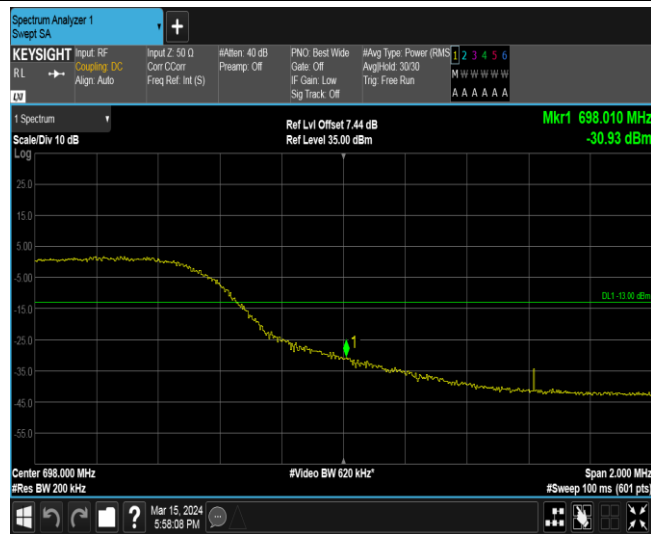 Spectrum Analyzer 1
Swept SA
+
KEYSIGHT
RL
Input: RF
Coupling: DC
Align: Auto
Input Z: 50 Ω
Corr CCorr
Freq Ref: Int (S)
#Atten: 40 dB
Preamp: Off
PNO: Best Wide
Gate: Off
IF Gain: Low
Sig Track: Off
#Avg Type: Power (RMS
Avg|Hold: 30/30
Trig: Free Run
1 2 3 4 5 6
M W W W W W
A A A A A A
1 Spectrum
Scale/Div 10 dB
Log
Ref Lvl Offset 7.44 dB
Ref Level 35.00 dBm
Mkr1 698.010 MHz
-30.93 dBm
25.0
15.0
5.00
-5.00
-15.0
-25.0
-35.0
-45.0
-55.0
DL1 -13.00 dBm
1
Center 698.000 MHz
#Res BW 200 kHz
#Video BW 620 kHz*
Span 2.000 MHz
#Sweep 100 ms (601 pts)
?
Mar 15, 2024
5:58:08 PM